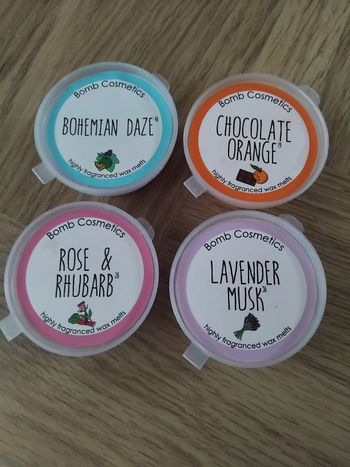 Bomb Cosmetics
BOHEMIAN DAZE
highly fragranced wax melts
Bomb Cosmetics
CHOCOLATE
ORANGE
highly fragranced wax melts
Bomb Cosmetics
ROSE &
RHUBARB
highly fragranced wax melts
Bomb Cosmetics
LAVENDER
MUSK
highly fragranced wax melts